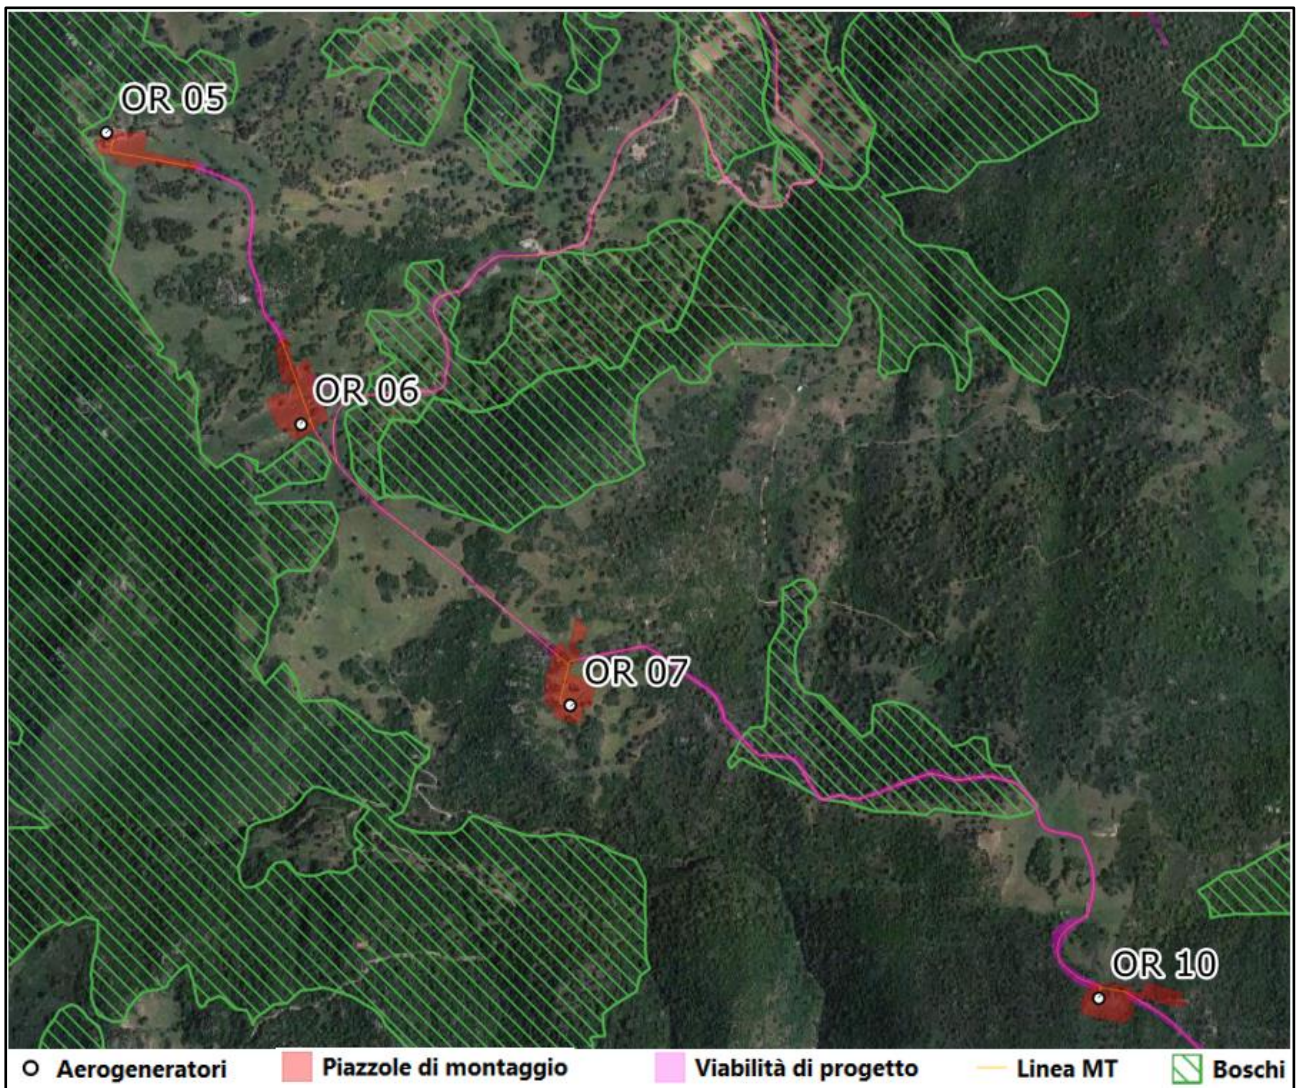 OR 05
OR 06
OR 07
OR 10
Aerogeneratori Piazzole di montaggio Viabilità di progetto Linea MT Boschi